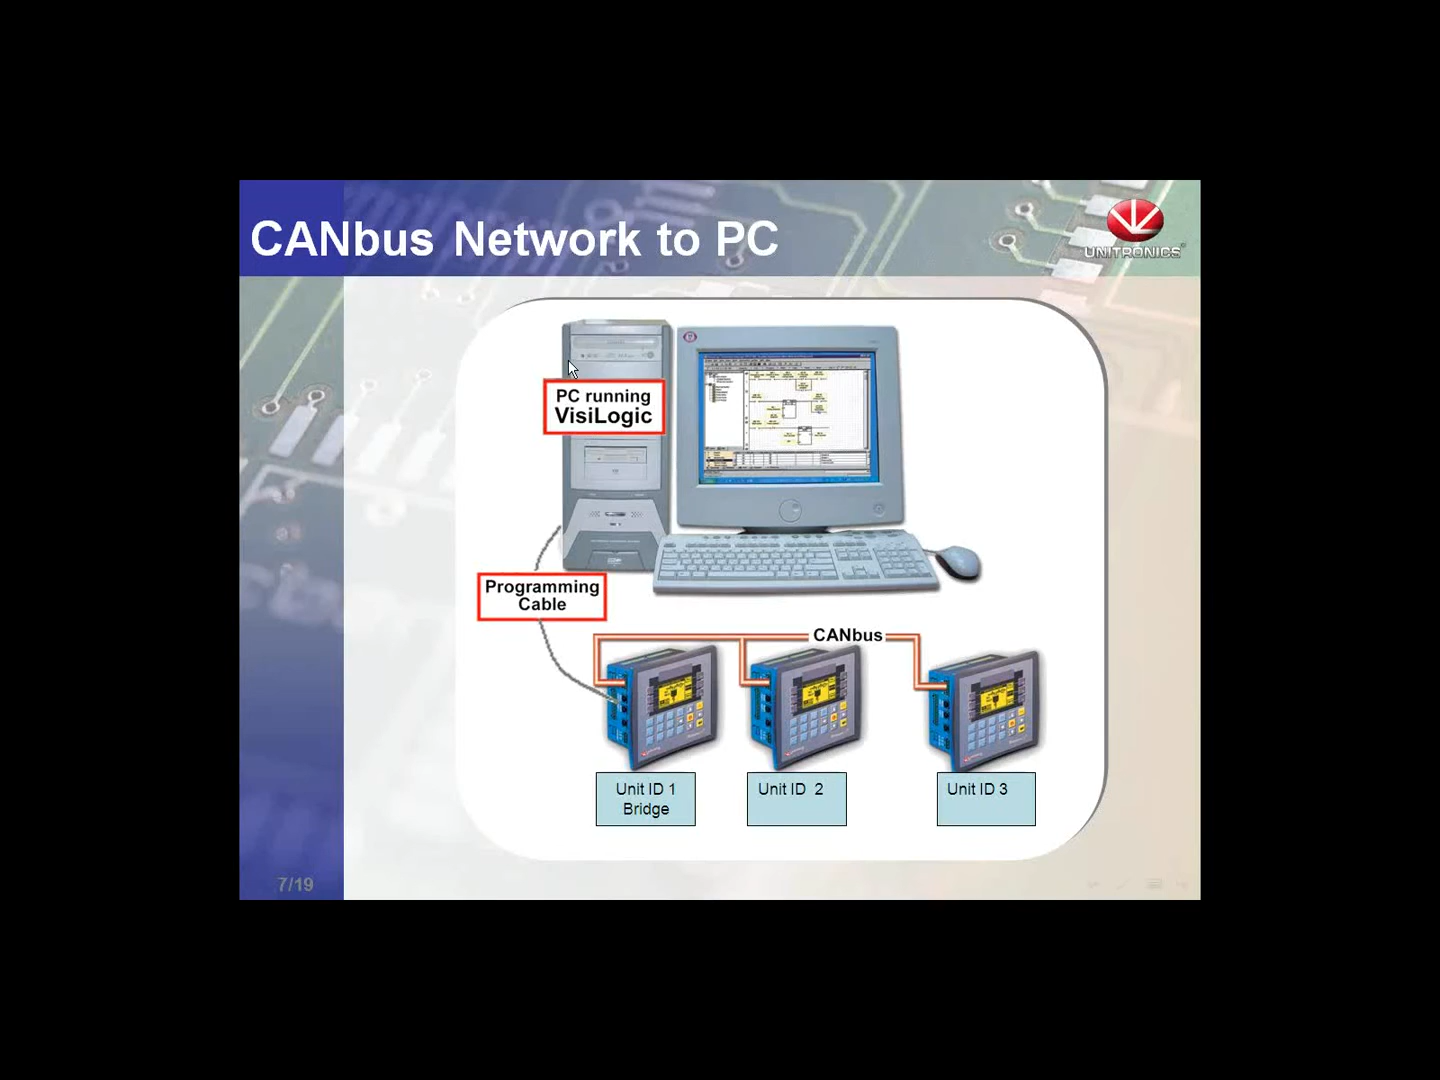 CANbus Network to PC
UNITRONICS
PC running
VisiLogic
Programming
Cable
CANbus
Unit ID 1
Bridge
Unit ID 2
Unit ID 3
7/19